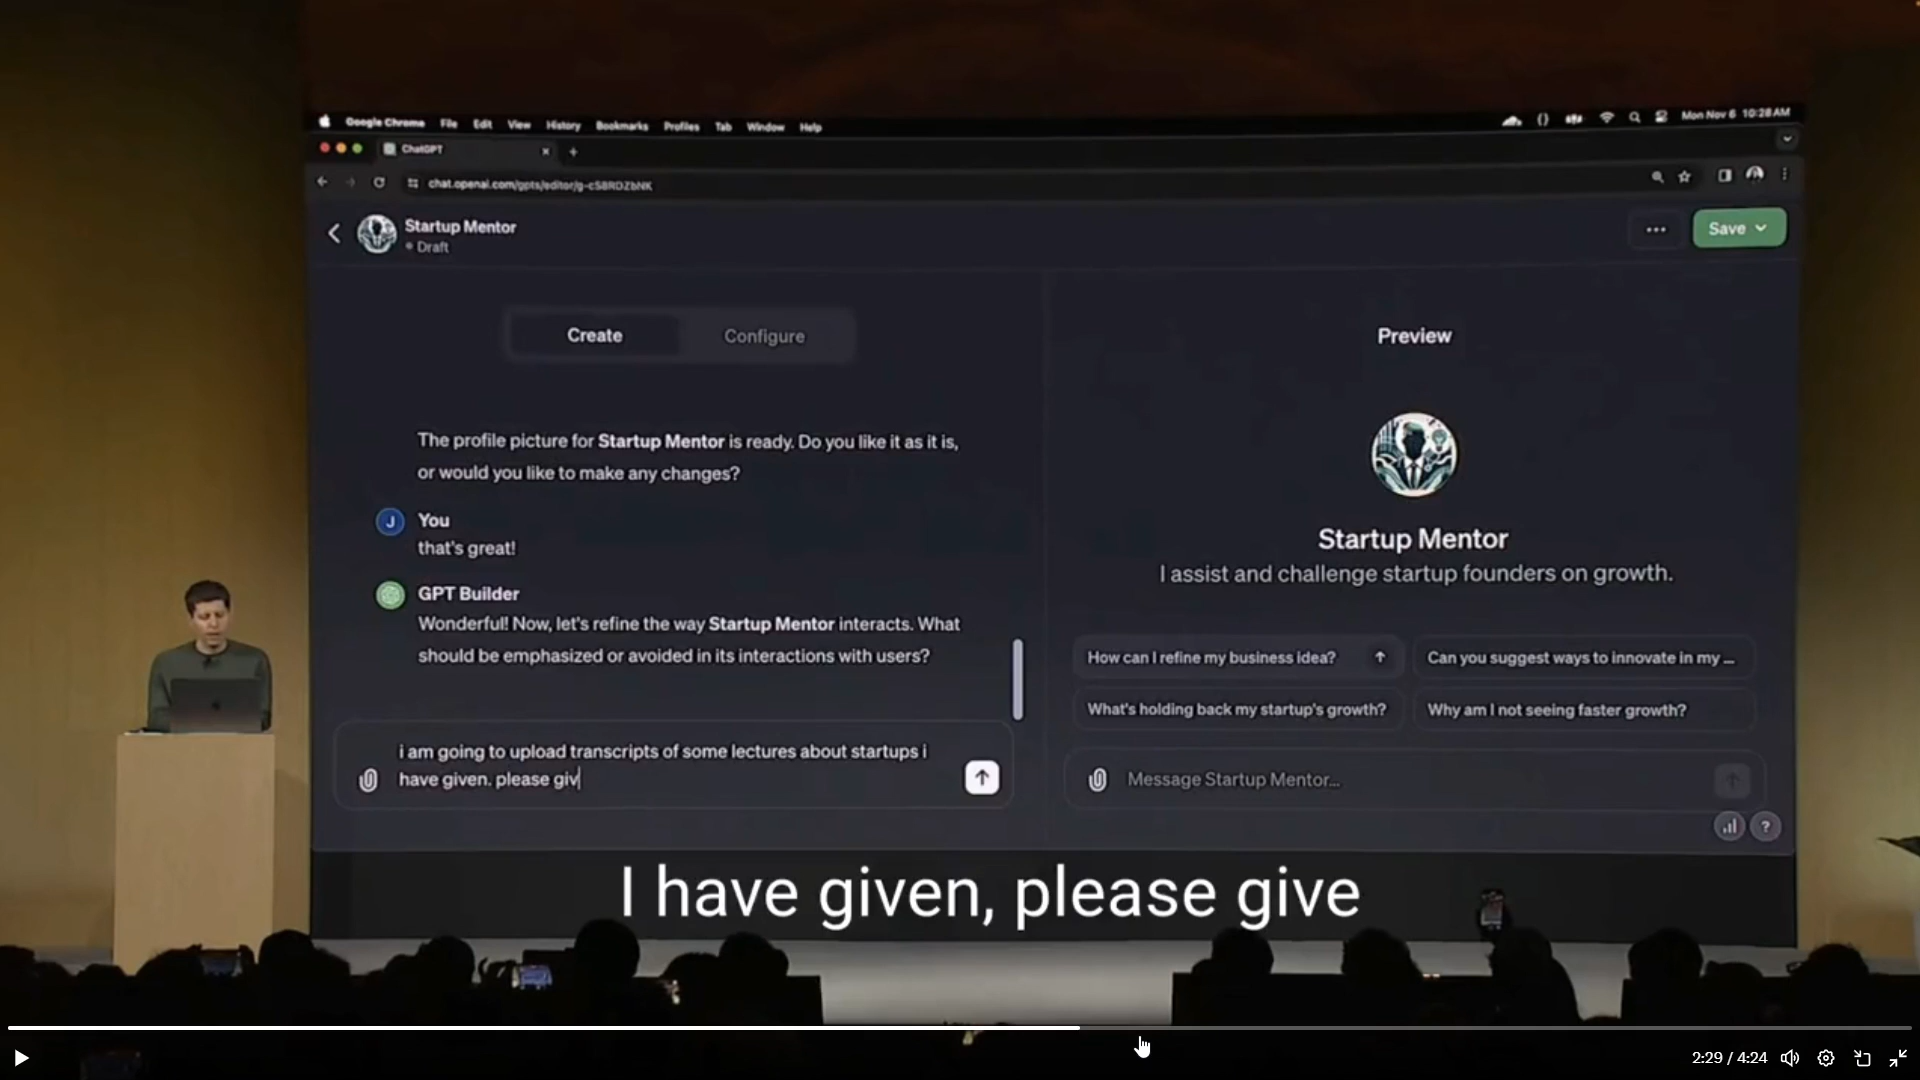 Google Chrome File Edit View History Bookmarks Profiles Tab Window Help Mon Nov 6 10:28 AM
ChatGPT
chat.openai.com/gpts/editor/g-cS8RDZbNK
Startup Mentor
Draft
Save
Create Configure
The profile picture for Startup Mentor is ready. Do you like it as it is,
or would you like to make any changes?
J You
that's great!
GPT Builder
Wonderful! Now, let's refine the way Startup Mentor interacts. What
should be emphasized or avoided in its interactions with users?
i am going to upload transcripts of some lectures about startups i
have given. please giv
Preview
Startup Mentor
I assist and challenge startup founders on growth.
How can I refine my business idea? Can you suggest ways to innovate in my ...
What's holding back my startup's growth? Why am I not seeing faster growth?
Message Startup Mentor...
?
I have given, please give
2:29 / 4:24